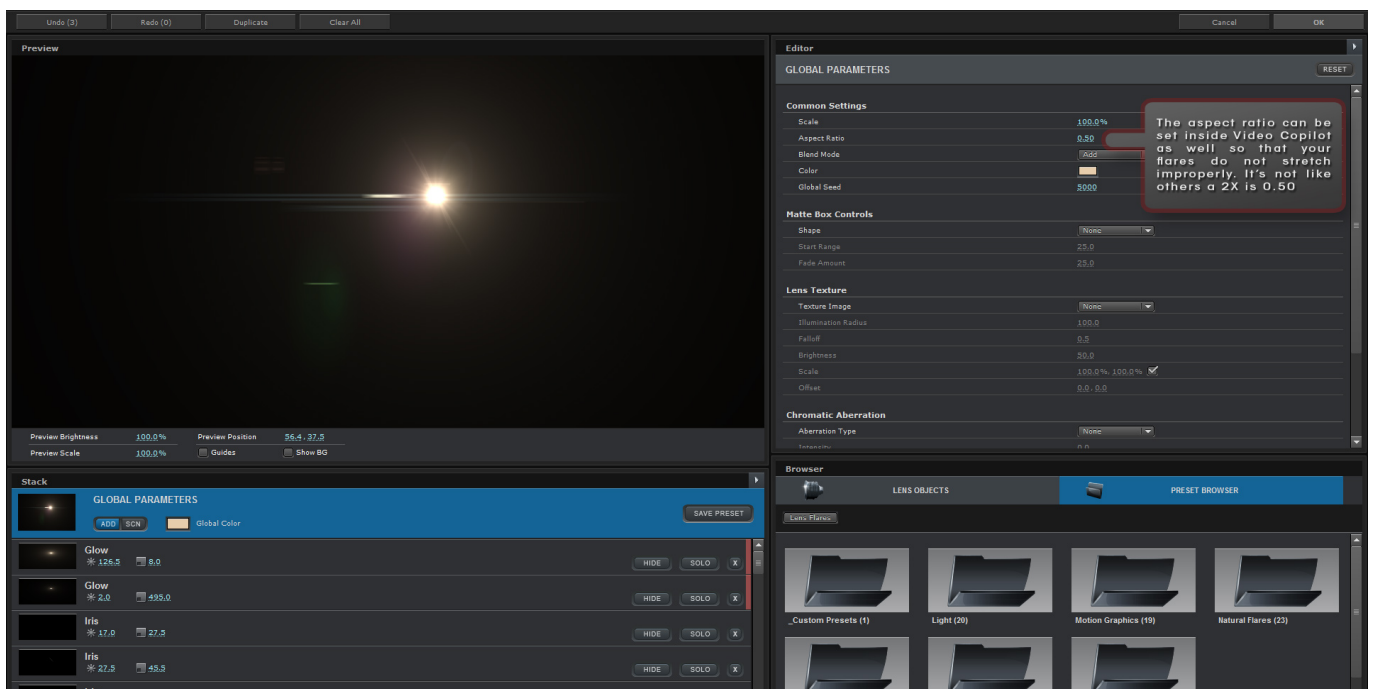 Undo (3) Redo (0) Duplicate Clear All Cancel OK
Preview
Preview Brightness 100.0% Preview Position 56.4 , 37.5
Preview Scale 100.0% Guides Show BG
Editor
GLOBAL PARAMETERS RESET
Common Settings
Scale 100.0%
Aspect Ratio 0.50
Blend Mode Add
Color
Global Seed 5000
The aspect ratio can be
set inside Video Copilot
as well so that your
flares do not stretch
improperly. It's not like
others a 2X is 0.50
Matte Box Controls
Shape None
Start Range 25.0
Fade Amount 25.0
Lens Texture
Texture Image None
Illumination Radius 100.0
Falloff 0.5
Brightness 50.0
Scale 100.0%, 100.0%
Offset 0.0 , 0.0
Chromatic Aberration
Aberration Type None
Intensity 0.0
Stack
GLOBAL PARAMETERS
ADD SCN Global Color SAVE PRESET
Glow
126.5 8.0 HIDE SOLO X
Glow
2.0 495.0 HIDE SOLO X
Iris
17.0 27.5 HIDE SOLO X
Iris
27.5 45.5 HIDE SOLO X
Browser
LENS OBJECTS PRESET BROWSER
Lens Flares
_Custom Presets (1) Light (20) Motion Graphics (19) Natural Flares (23)